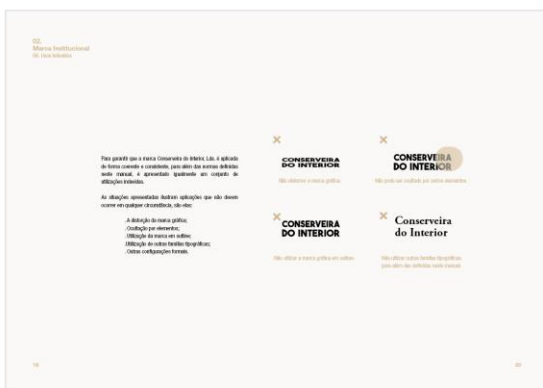 02.
Marca Institucional
06. Usos Indevidos
Para garantir que a marca Conserveira do Interior, Lda. é aplicada
de forma coerente e consistente, para além das normas definidas
neste manual, é apresentado igualmente um conjunto de
utilizações indevidas.
As situações apresentadas ilustram aplicações que não devem
ocorrer em qualquer circunstância, são elas:
. A distorção da marca gráfica;
. Ocultação por elementos;
. Utilização da marca em outline;
.Utilização de outras famílias tipográficas;
. Outras configurações formais.
CONSERVEIRA
DO INTERIOR
Não distorcer a marca gráfica.
CONSERVEIRA
DO INTERIOR
Não pode ser ocultada por outros elementos.
CONSERVEIRA
DO INTERIOR
Não utilizar a marca gráfica em outline.
Conserveira
do Interior
Não utilizar outras famílias tipográficas
para além das definidas neste manual.